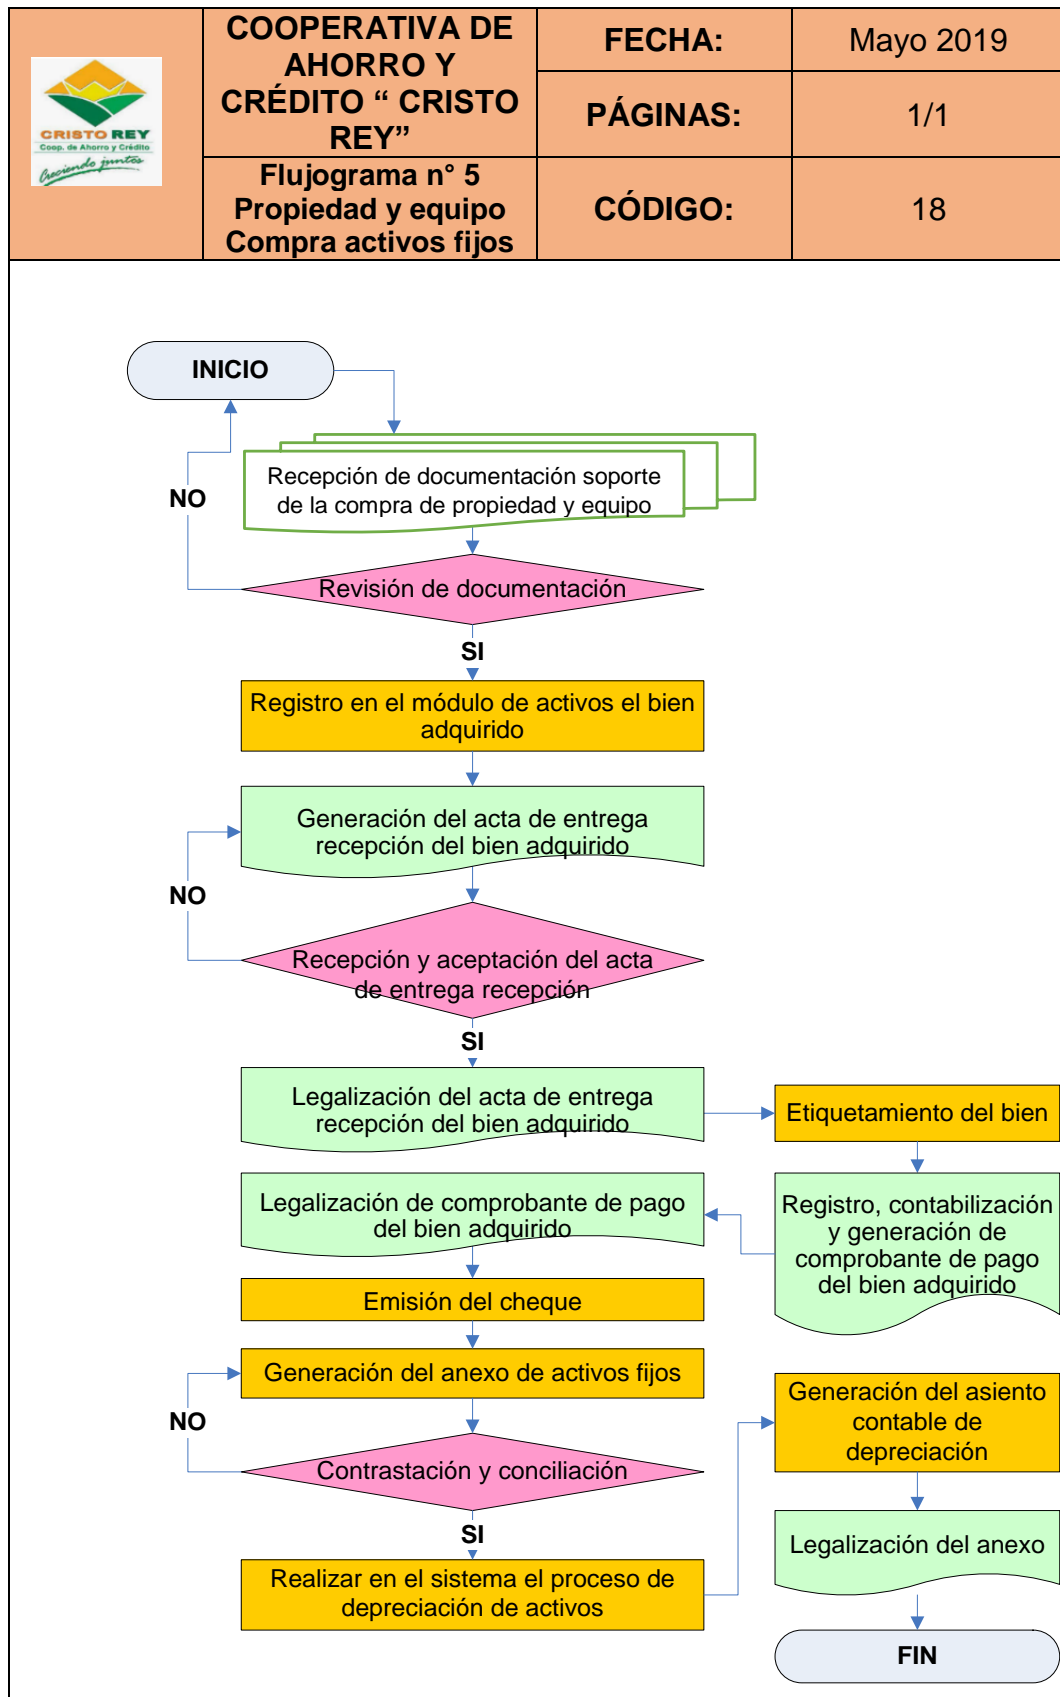 CRISTO REY
Coop. de Ahorro y Crédito
Creciendo juntos
COOPERATIVA DE
AHORRO Y
CRÉDITO “ CRISTO
REY”
FECHA:
Mayo 2019
PÁGINAS:
1/1
Flujograma n° 5
Propiedad y equipo
Compra activos fijos
CÓDIGO:
18
INICIO
Recepción de documentación soporte
de la compra de propiedad y equipo
NO
Revisión de documentación
SI
Registro en el módulo de activos el bien
adquirido
Generación del acta de entrega
recepción del bien adquirido
NO
Recepción y aceptación del acta
de entrega recepción
SI
Legalización del acta de entrega
recepción del bien adquirido
Etiquetamiento del bien
Registro, contabilización
y generación de
comprobante de pago
del bien adquirido
Legalización de comprobante de pago
del bien adquirido
Emisión del cheque
Generación del anexo de activos fijos
NO
Contrastación y conciliación
SI
Realizar en el sistema el proceso de
depreciación de activos
Generación del asiento
contable de
depreciación
Legalización del anexo
FIN